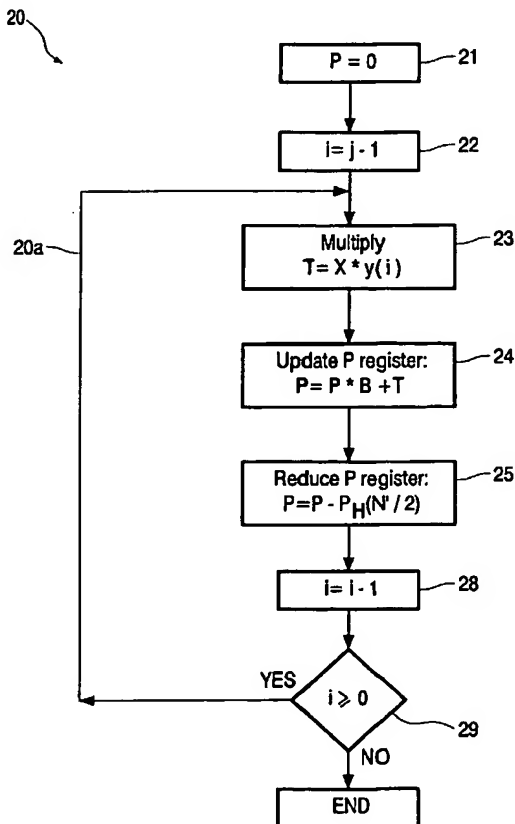 20
P = 0
21
i= j - 1
22
20a
Multiply
T= X * y( i )
23
Update P register:
P= P * B +T
24
Reduce P register:
P=P - PH(N' / 2)
25
i= i - 1
28
YES
i ⩾ 0
29
NO
END